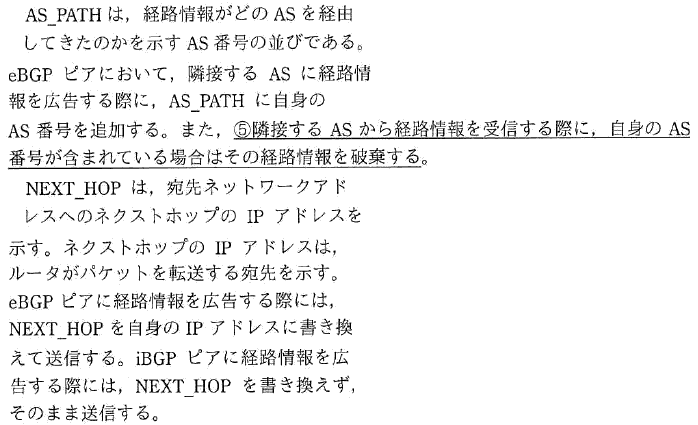 AS_PATHは，経路情報がどのASを経由
してきたのかを示すAS番号の並びである。
eBGP ピアにおいて，隣接する AS に経路情
報を広告する際に，AS_PATH に自身の
AS 番号を追加する。また，⑤隣接する AS から経路情報を受信する際に，自身の AS
番号が含まれている場合はその経路情報を破棄する。
NEXT_HOP は，宛先ネットワークアド
レスへのネクストホップの IP アドレスを
示す。ネクストホップの IP アドレスは，
ルータがパケットを転送する宛先を示す。
eBGP ピアに経路情報を広告する際には，
NEXT_HOP を自身の IP アドレスに書き換
えて送信する。iBGP ピアに経路情報を広
告する際には，NEXT_HOP を書き換えず，
そのまま送信する。